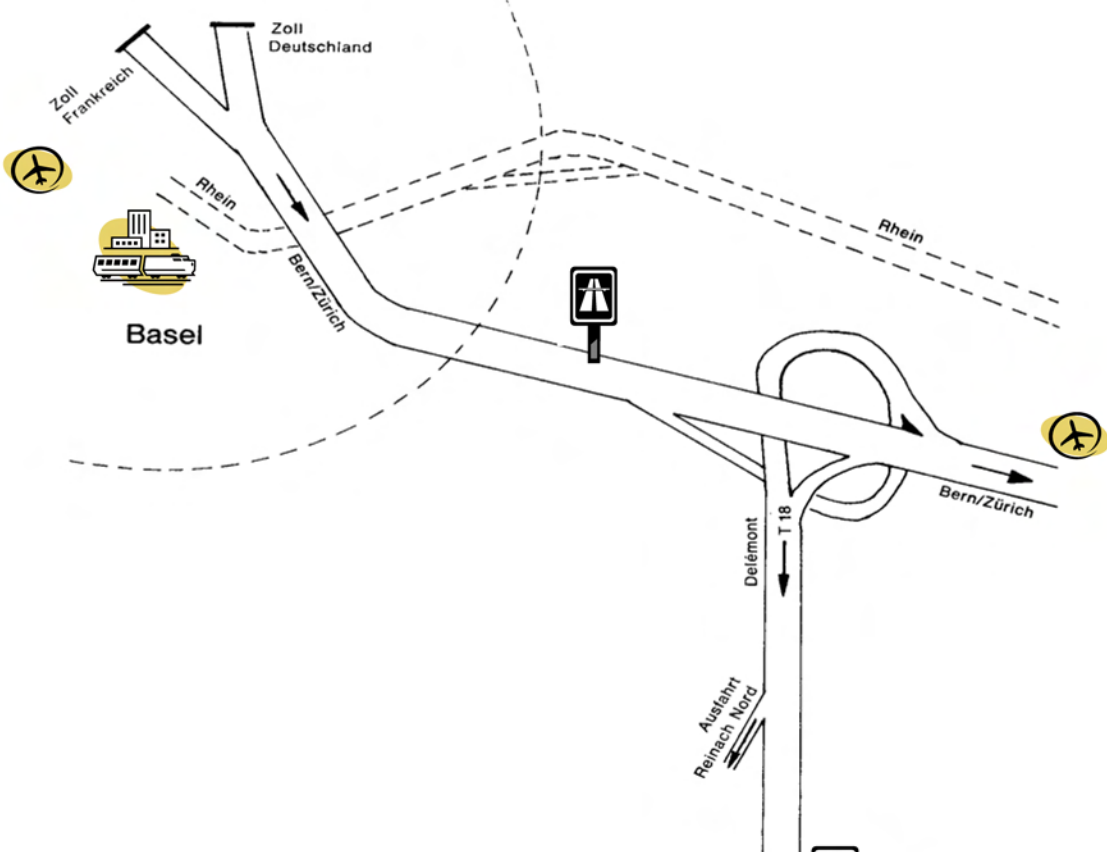 Zoll
Deutschland
Zoll
Frankreich
Rhein
Rhein
Bern/Zürich
Basel
Bern/Zürich
T 18
Delémont
Ausfahrt
Reinach Nord